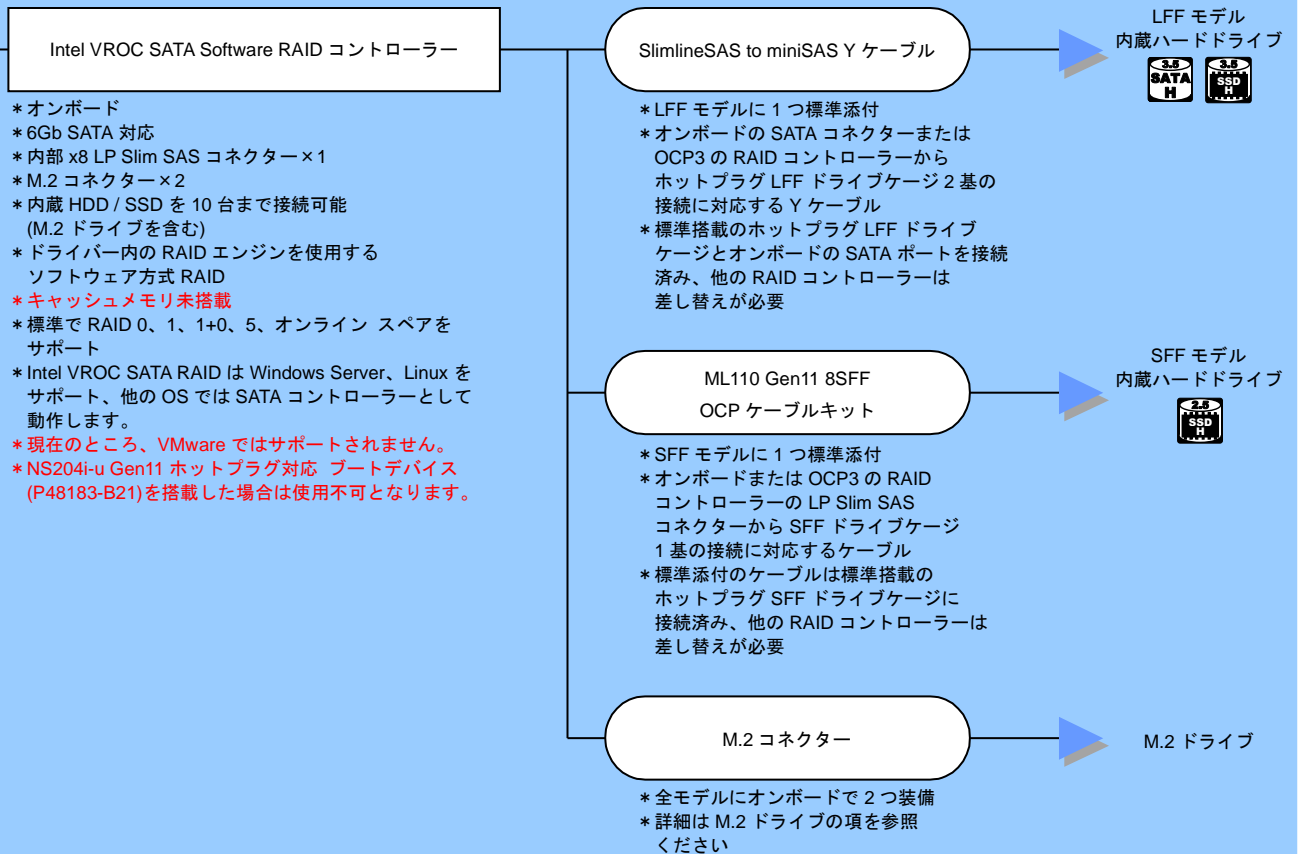 Intel VROC SATA Software RAID コントローラー
＊オンボード
＊6Gb SATA 対応
＊内部 x8 LP Slim SAS コネクター×1
＊M.2 コネクター×2
＊内蔵 HDD / SSD を 10 台まで接続可能
(M.2 ドライブを含む)
＊ドライバー内の RAID エンジンを使用する
ソフトウェア方式 RAID
＊キャッシュメモリ未搭載
＊標準で RAID 0、1、1+0、5、オンライン スペアを
サポート
＊Intel VROC SATA RAID は Windows Server、Linux を
サポート、他の OS では SATA コントローラーとして
動作します。
＊現在のところ、VMware ではサポートされません。
＊NS204i-u Gen11 ホットプラグ対応 ブートデバイス
(P48183-B21)を搭載した場合は使用不可となります。
SlimlineSAS to miniSAS Y ケーブル
＊LFF モデルに 1 つ標準添付
＊オンボードの SATA コネクターまたは
OCP3 の RAID コントローラーから
ホットプラグ LFF ドライブケージ 2 基の
接続に対応する Y ケーブル
＊標準搭載のホットプラグ LFF ドライブ
ケージとオンボードの SATA ポートを接続
済み、他の RAID コントローラーは
差し替えが必要
LFF モデル
内蔵ハードドライブ
3.5
SATA
H
3.5
SSD
H
ML110 Gen11 8SFF
OCP ケーブルキット
＊SFF モデルに 1 つ標準添付
＊オンボードまたは OCP3 の RAID
コントローラーの LP Slim SAS
コネクターから SFF ドライブケージ
1 基の接続に対応するケーブル
＊標準添付のケーブルは標準搭載の
ホットプラグ SFF ドライブケージに
接続済み、他の RAID コントローラーは
差し替えが必要
SFF モデル
内蔵ハードドライブ
2.5
SSD
H
M.2 コネクター
＊全モデルにオンボードで 2 つ装備
＊詳細は M.2 ドライブの項を参照
ください
M.2 ドライブ